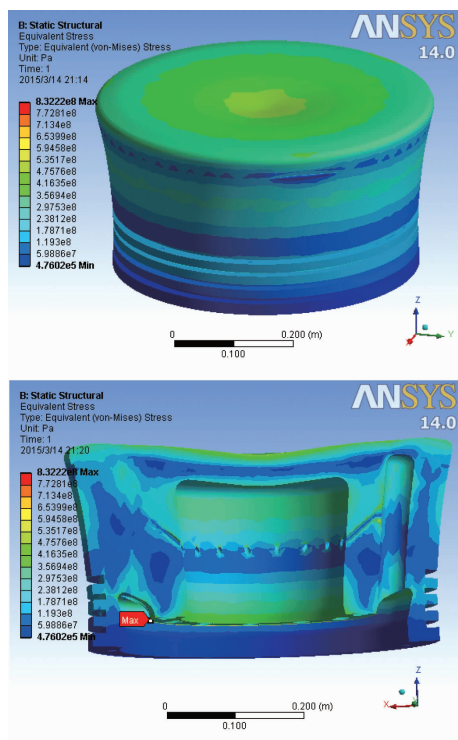 B: Static Structural
Equivalent Stress
Type: Equivalent (von-Mises) Stress
Unit: Pa
Time: 1
2015/3/14 21:14
ANSYS
14.0
8.3222e8 Max
7.7281e8
7.134e8
6.5399e8
5.9458e8
5.3517e8
4.7576e8
4.1635e8
3.5694e8
2.9753e8
2.3812e8
1.7871e8
1.193e8
5.9886e7
4.7602e5 Min
0
0.200 (m)
0.100
Z
Y
B: Static Structural
Equivalent Stress
Type: Equivalent (von-Mises) Stress
Unit: Pa
Time: 1
2015/3/14 21:20
ANSYS
14.0
8.3222e8 Max
7.7281e8
7.134e8
6.5399e8
5.9458e8
5.3517e8
4.7576e8
4.1635e8
3.5694e8
2.9753e8
2.3812e8
1.7871e8
1.193e8
5.9886e7
4.7602e5 Min
Max
0
0.200 (m)
0.100
Z
X